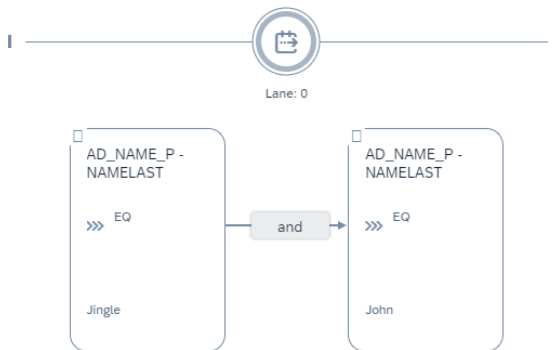 Lane: 0
AD_NAME_P -
NAMELAST
EQ
Jingle
and
AD_NAME_P -
NAMELAST
EQ
John